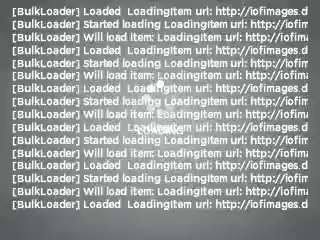 [BulkLoader] Loaded LoadingItem url: http://iofimages.d
[BulkLoader] Started loading LoadingItem url: http://iofim
[BulkLoader] Will load item: LoadingItem url: http://iofima
[BulkLoader] Loaded LoadingItem url: http://iofimages.d
[BulkLoader] Started loading LoadingItem url: http://iofim
[BulkLoader] Will load item: LoadingItem url: http://iofima
[BulkLoader] Loaded LoadingItem url: http://iofimages.d
[BulkLoader] Started loading LoadingItem url: http://iofim
[BulkLoader] Will load item: LoadingItem url: http://iofima
[BulkLoader] Loaded LoadingItem url: http://iofimages.d
LOADING
[BulkLoader] Started loading LoadingItem url: http://iofim
[BulkLoader] Will load item: LoadingItem url: http://iofima
[BulkLoader] Loaded LoadingItem url: http://iofimages.d
[BulkLoader] Started loading LoadingItem url: http://iofim
[BulkLoader] Will load item: LoadingItem url: http://iofima
[BulkLoader] Loaded LoadingItem url: http://iofimages.d